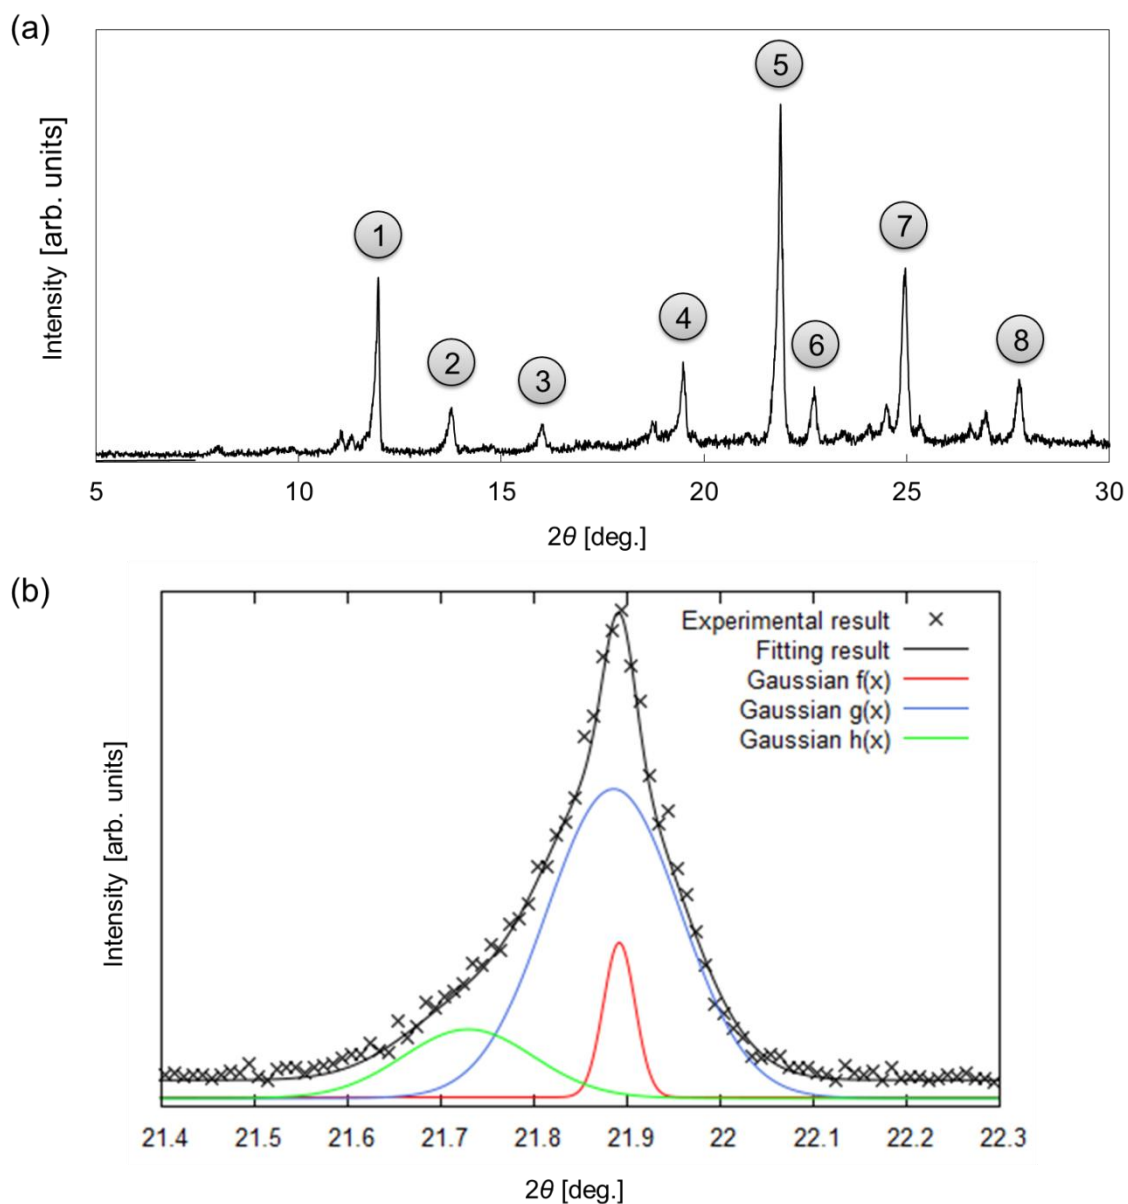 (a)
Intensity [arb. units]
1
2
3
4
5
6
7
8
5 10 15 20 25 30
2θ [deg.]
(b)
Intensity [arb. units]
Experimental result
Fitting result
Gaussian f(x)
Gaussian g(x)
Gaussian h(x)
21.4 21.5 21.6 21.7 21.8 21.9 22 22.1 22.2 22.3
2θ [deg.]